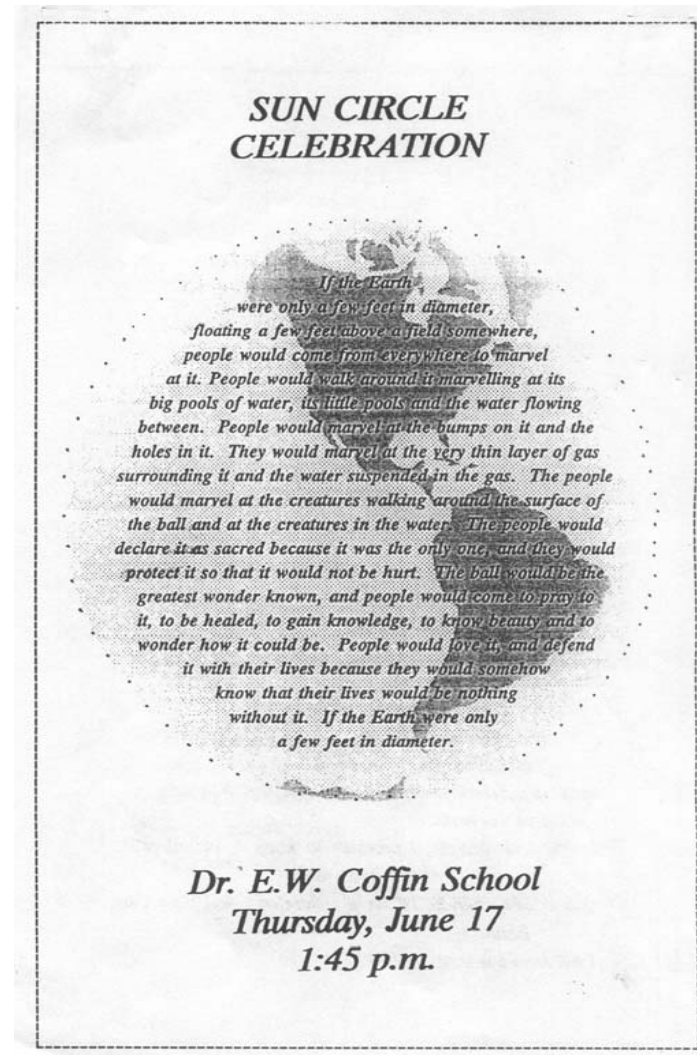 SUN CIRCLE
CELEBRATION
If the Earth
were only a few feet in diameter,
floating a few feet above a field somewhere,
people would come from everywhere to marvel
at it. People would walk around it marvelling at its
big pools of water, its little pools and the water flowing
between. People would marvel at the bumps on it and the
holes in it. They would marvel at the very thin layer of gas
surrounding it and the water suspended in the gas. The people
would marvel at the creatures walking around the surface of
the ball and at the creatures in the water. The people would
declare it as sacred because it was the only one, and they would
protect it so that it would not be hurt. The ball would be the
greatest wonder known, and people would come to pray to
it, to be healed, to gain knowledge, to know beauty and to
wonder how it could be. People would love it, and defend
it with their lives because they would somehow
know that their lives would be nothing
without it. If the Earth were only
a few feet in diameter.
Dr. E.W. Coffin School
Thursday, June 17
1:45 p.m.